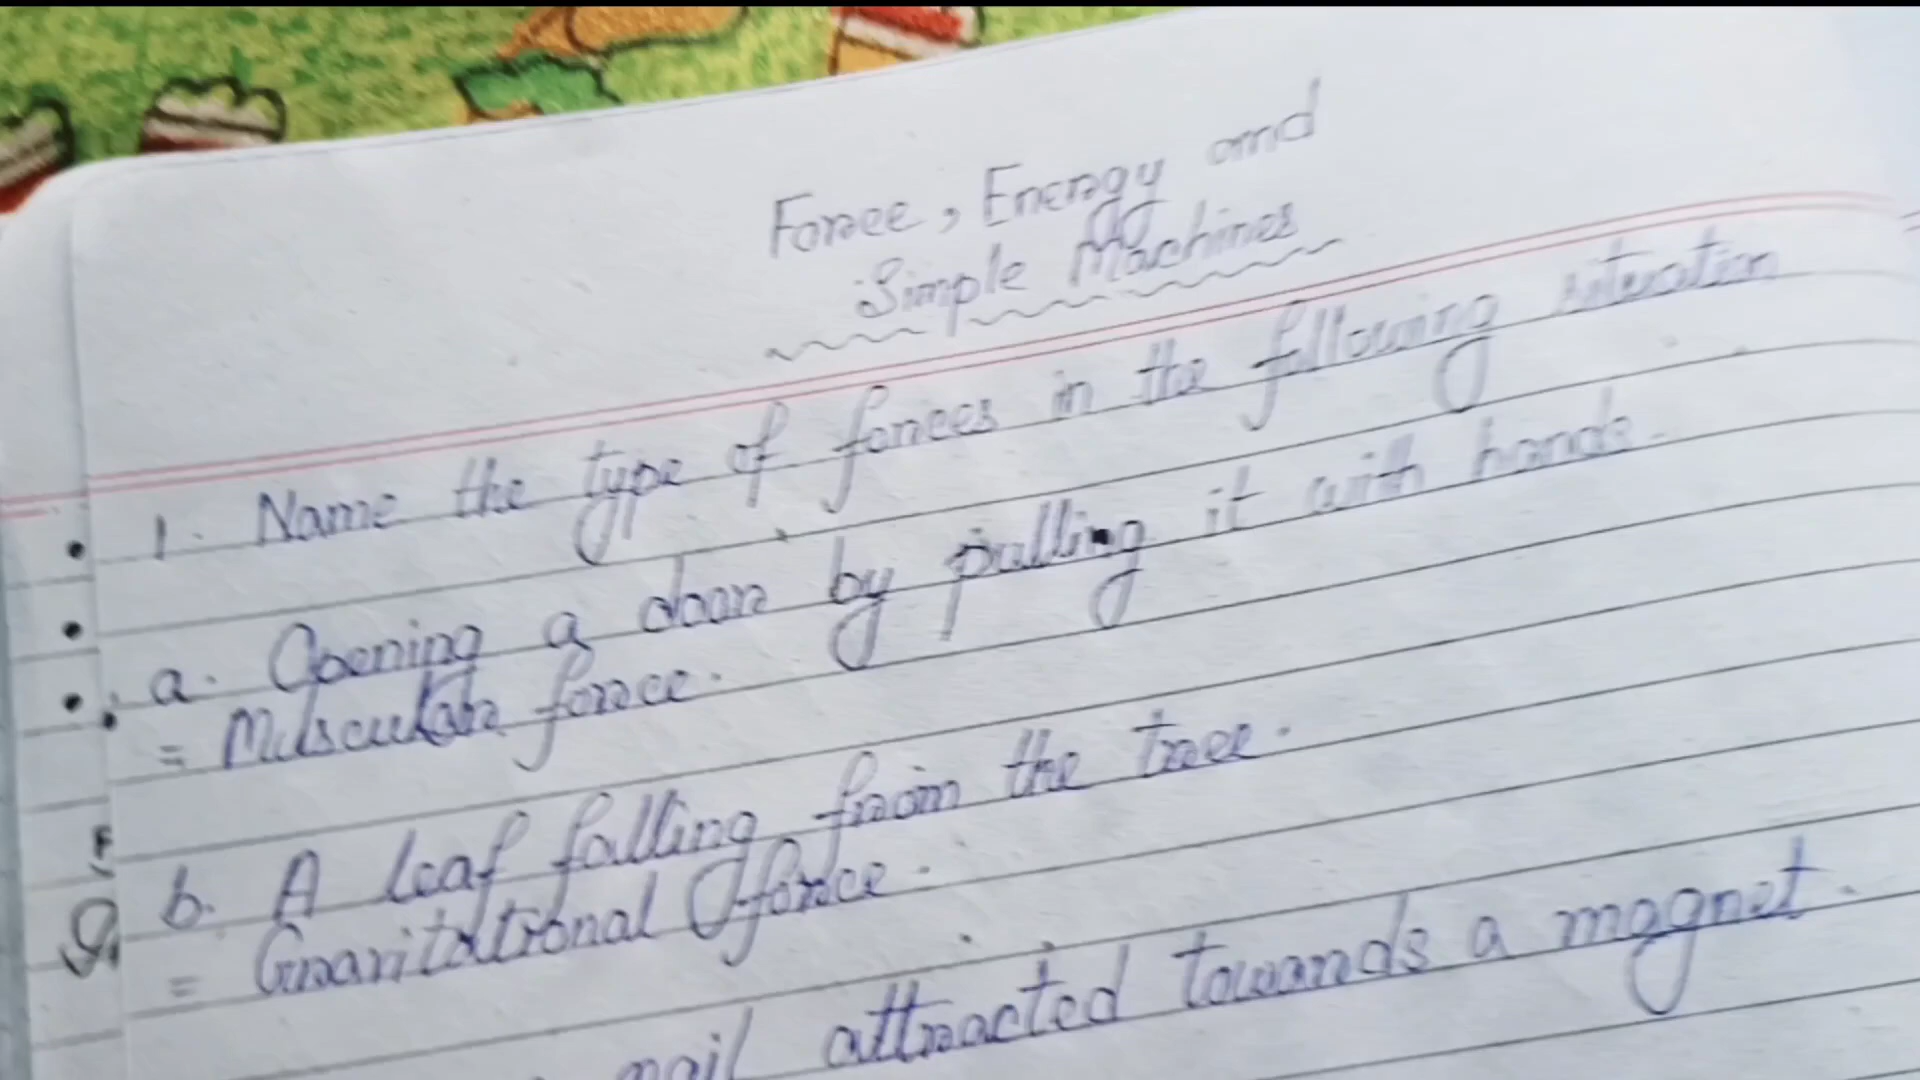 Force, Energy and
Simple Machines
1. Name the type of forces in the following situation
a. Opening a door by pulling it with hands.
= Muscular force.
b. A leaf falling from the tree.
= Gravitational force.
nail attracted towards a magnet.